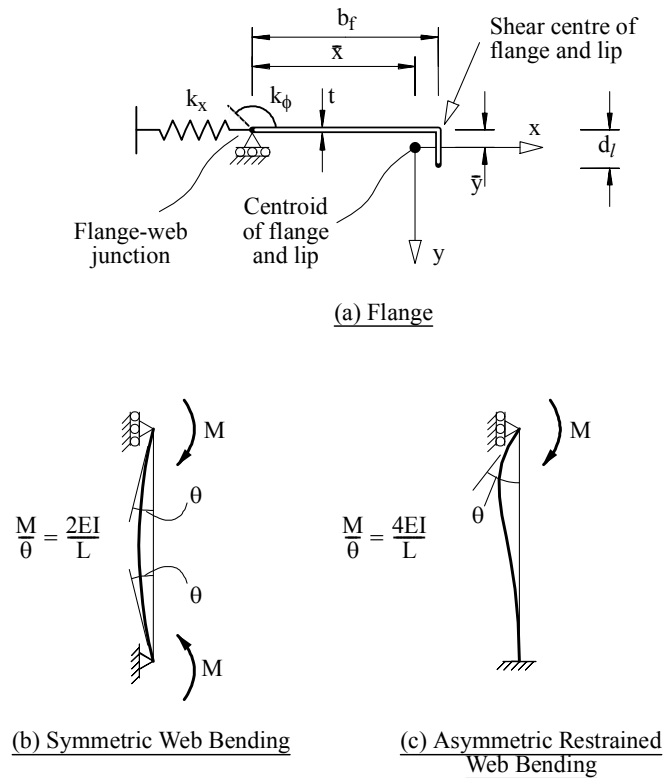 b_f
Shear centre of
flange and lip
x̄
k_x
k_ϕ
t
x
d_l
ȳ
Flange-web
junction
Centroid
of flange
and lip
y
(a) Flange
M
θ
M/θ = 2EI/L
θ
M
(b) Symmetric Web Bending
M
θ
M/θ = 4EI/L
(c) Asymmetric Restrained
Web Bending